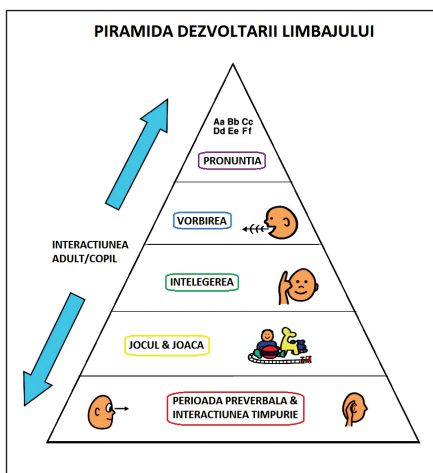 PIRAMIDA DEZVOLTARII LIMBAJULUI
Aa Bb Cc
Dd Ee Ff
PRONUNTIA
VORBIREA
INTERACTIUNEA
ADULT/COPIL
INTELEGEREA
JOCUL & JOACA
PERIOADA PREVERBALA &
INTERACTIUNEA TIMPURIE